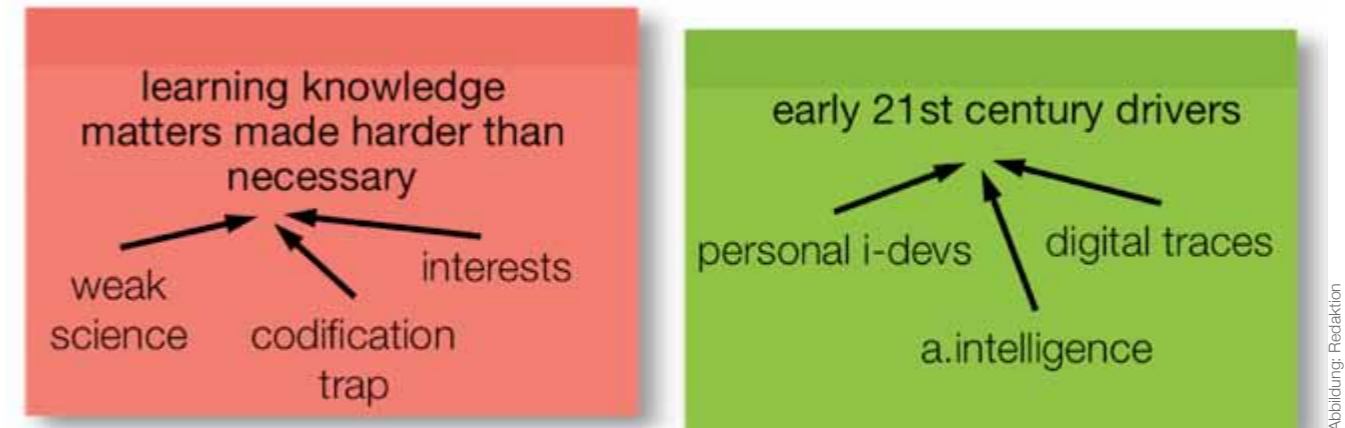 learning knowledge
matters made harder than
necessary
weak
science
codification
trap
interests
early 21st century drivers
personal i-devs
digital traces
a.intelligence
Abbildung: Redaktion